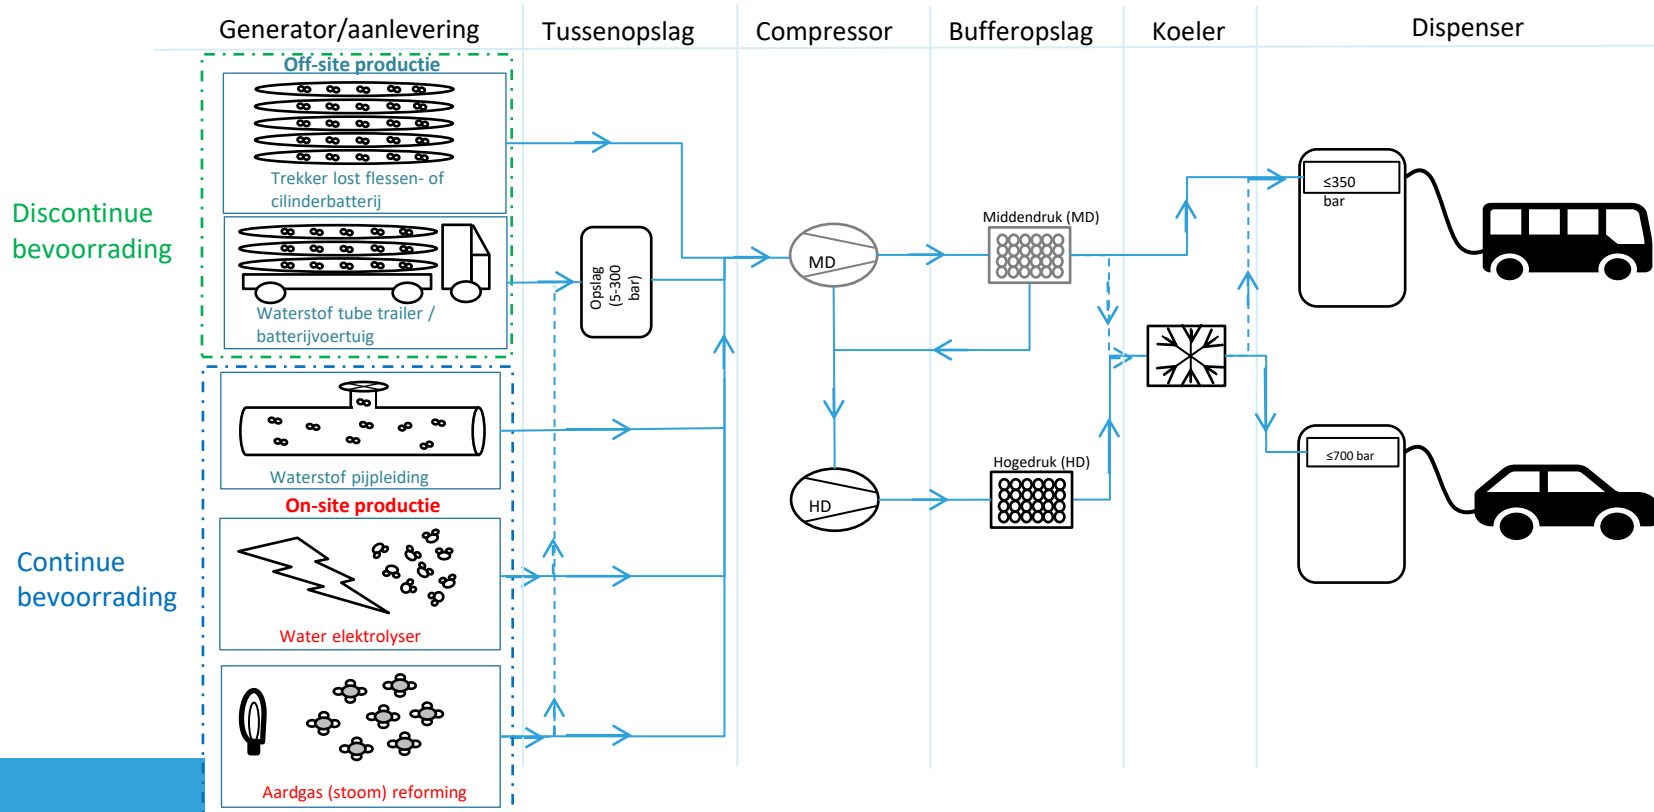 Generator/aanlevering
Tussenopslag
Compressor
Bufferopslag
Koeler
Dispenser
Off-site productie
Trekker lost flessen- of
cilinderbatterij
Discontinue
bevoorrading
Waterstof tube trailer /
batterijvoertuig
Opslag
(5-300
bar)
MD
Middendruk (MD)
≤350
bar
Waterstof pijpleiding
On-site productie
HD
Hogedruk (HD)
≤700 bar
Continue
bevoorrading
Water elektrolyser
Aardgas (stoom) reforming